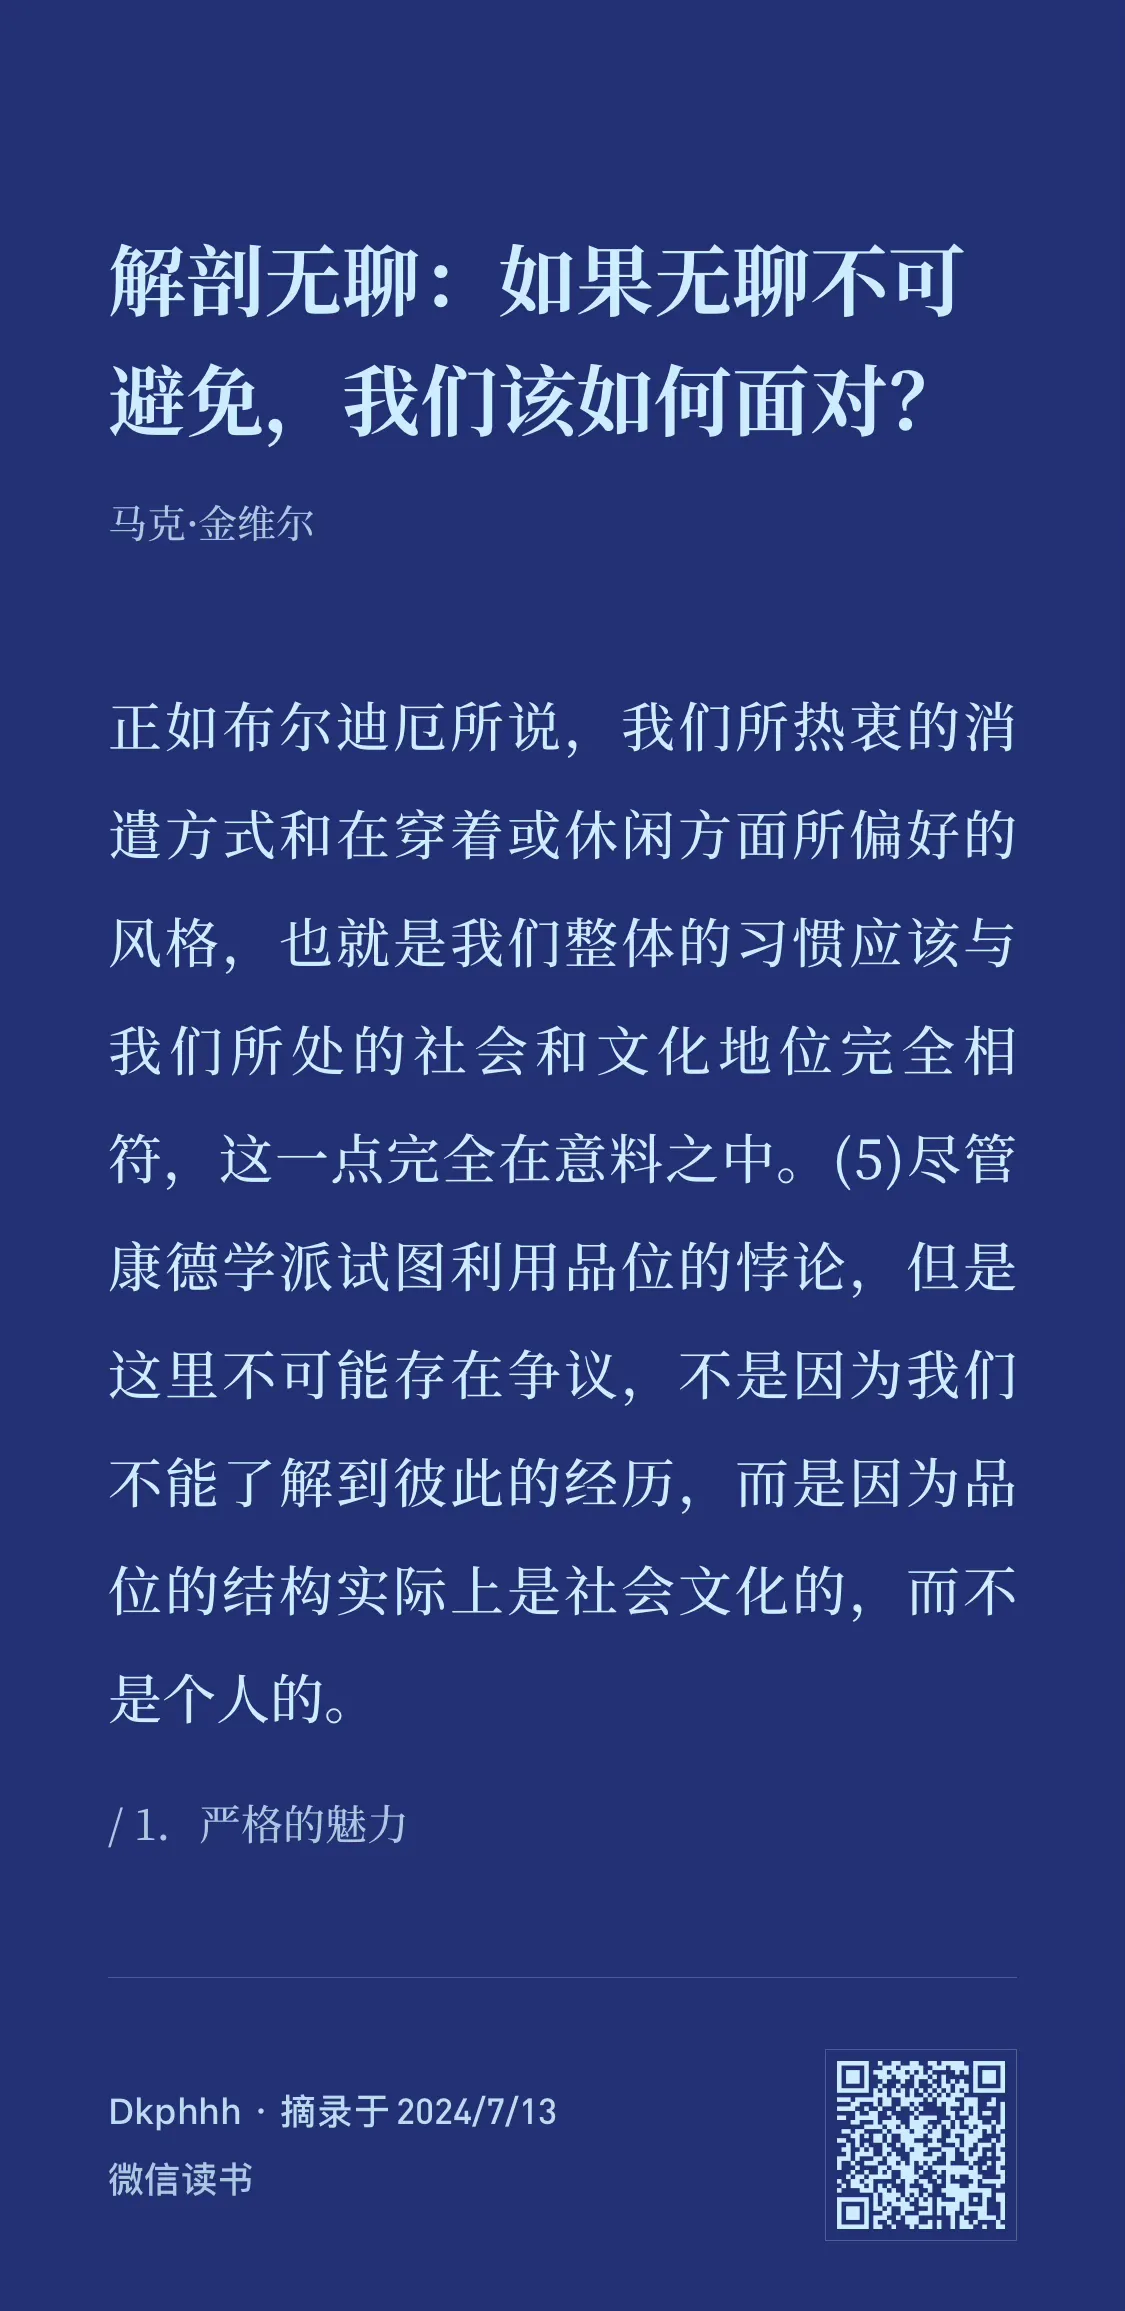 解剖无聊：如果无聊不可
避免，我们该如何面对？
马克·金维尔
正如布尔迪厄所说，我们所热衷的消
遣方式和在穿着或休闲方面所偏好的
风格，也就是我们整体的习惯应该与
我们所处的社会和文化地位完全相
符，这一点完全在意料之中。(5)尽管
康德学派试图利用品位的悖论，但是
这里不可能存在争议，不是因为我们
不能了解到彼此的经历，而是因为品
位的结构实际上是社会文化的，而不
是个人的。
/ 1. 严格的魅力
Dkphhh · 摘录于 2024/7/13
微信读书